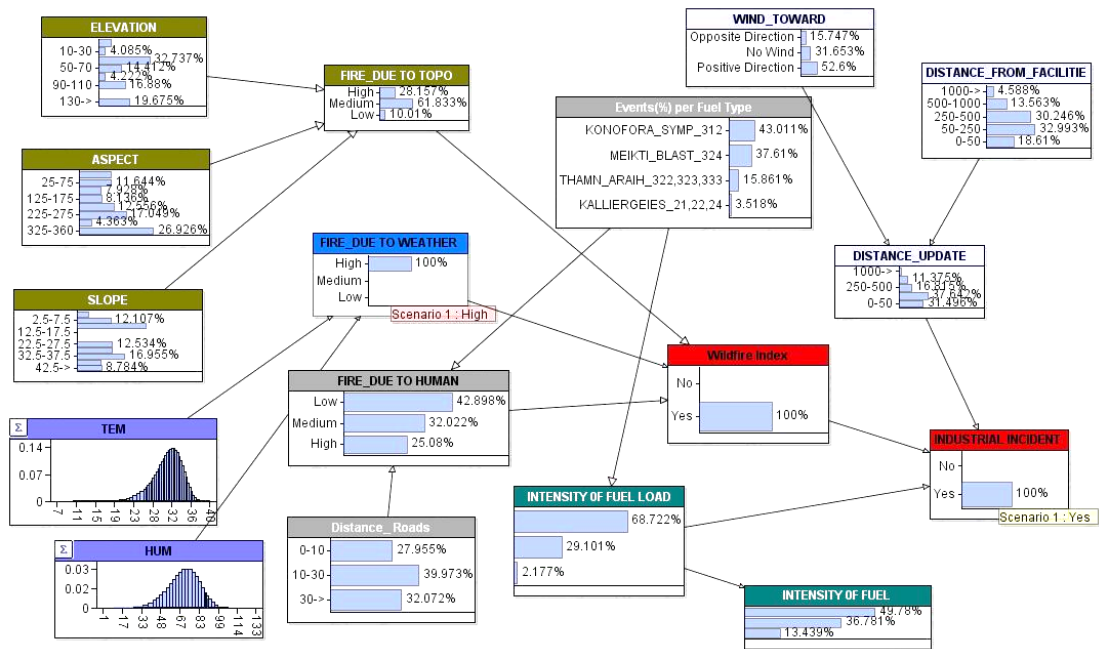 ELEVATION
10-30 4.085%
32.737%
50-70 14.412%
4.222%
90-110 16.88%
130-> 19.675%
ASPECT
25-75 11.644%
7.928%
125-175 8.136%
12.556%
225-275 17.049%
4.363%
325-360 26.926%
SLOPE
2.5-7.5 12.107%
12.5-17.5
22.5-27.5 12.534%
32.5-37.5 16.955%
42.5-> 8.784%
Σ TEM
0.14
0.07
0
7 11 15 19 23 28 32 36 40
Σ HUM
0.03
0.02
0
1 17 33 48 67 83 99 114 133
FIRE_DUE TO TOPO
High 28.157%
Medium 61.833%
Low 10.01%
FIRE_DUE TO WEATHER
High 100%
Medium
Low
Scenario 1 : High
FIRE_DUE TO HUMAN
Low 42.898%
Medium 32.022%
High 25.08%
Distance_ Roads
0-10 27.955%
10-30 39.973%
30-> 32.072%
Events(%) per Fuel Type
KONOFORA_SYMP_312 43.011%
MEIKTI_BLAST_324 37.61%
THAMN_ARAIH_322,323,333 15.861%
KALLIERGEIES_21,22,24 3.518%
WIND_TOWARD
Opposite Direction 15.747%
No Wind 31.653%
Positive Direction 52.6%
DISTANCE_FROM_FACILITIE
1000-> 4.588%
500-1000 13.563%
250-500 30.246%
50-250 32.993%
0-50 18.61%
DISTANCE_UPDATE
1000->
11.375%
250-500 16.815%
37.642%
0-50 31.496%
Wildfire Index
No
Yes 100%
INDUSTRIAL INCIDENT
No
Yes 100%
Scenario 1 : Yes
INTENSITY OF FUEL LOAD
68.722%
29.101%
2.177%
INTENSITY OF FUEL
49.78%
36.781%
13.439%